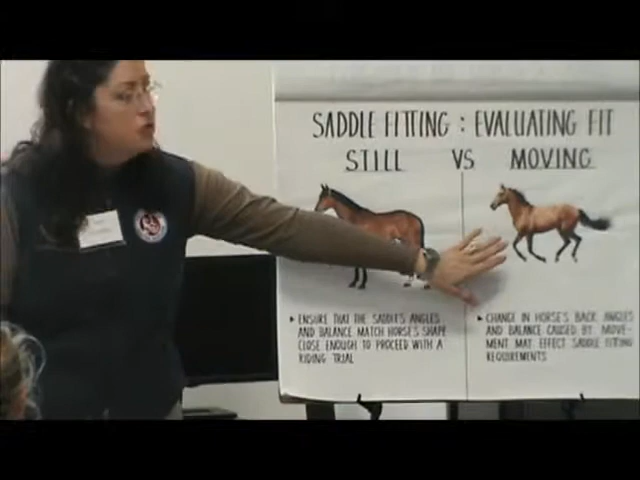 SADDLE FITTING : EVALUATING FIT
STILL VS MOVING
▸ ENSURE THAT THE SADDLE'S ANGLES
AND BALANCE MATCH HORSE'S SHAPE
CLOSE ENOUGH TO PROCEED WITH A
RIDING TRIAL
▸ CHANGE IN HORSE'S BACK ANGLES
AND BALANCE CAUSED BY MOVE-
MENT MAY EFFECT SADDLE FITTING
REQUIREMENTS